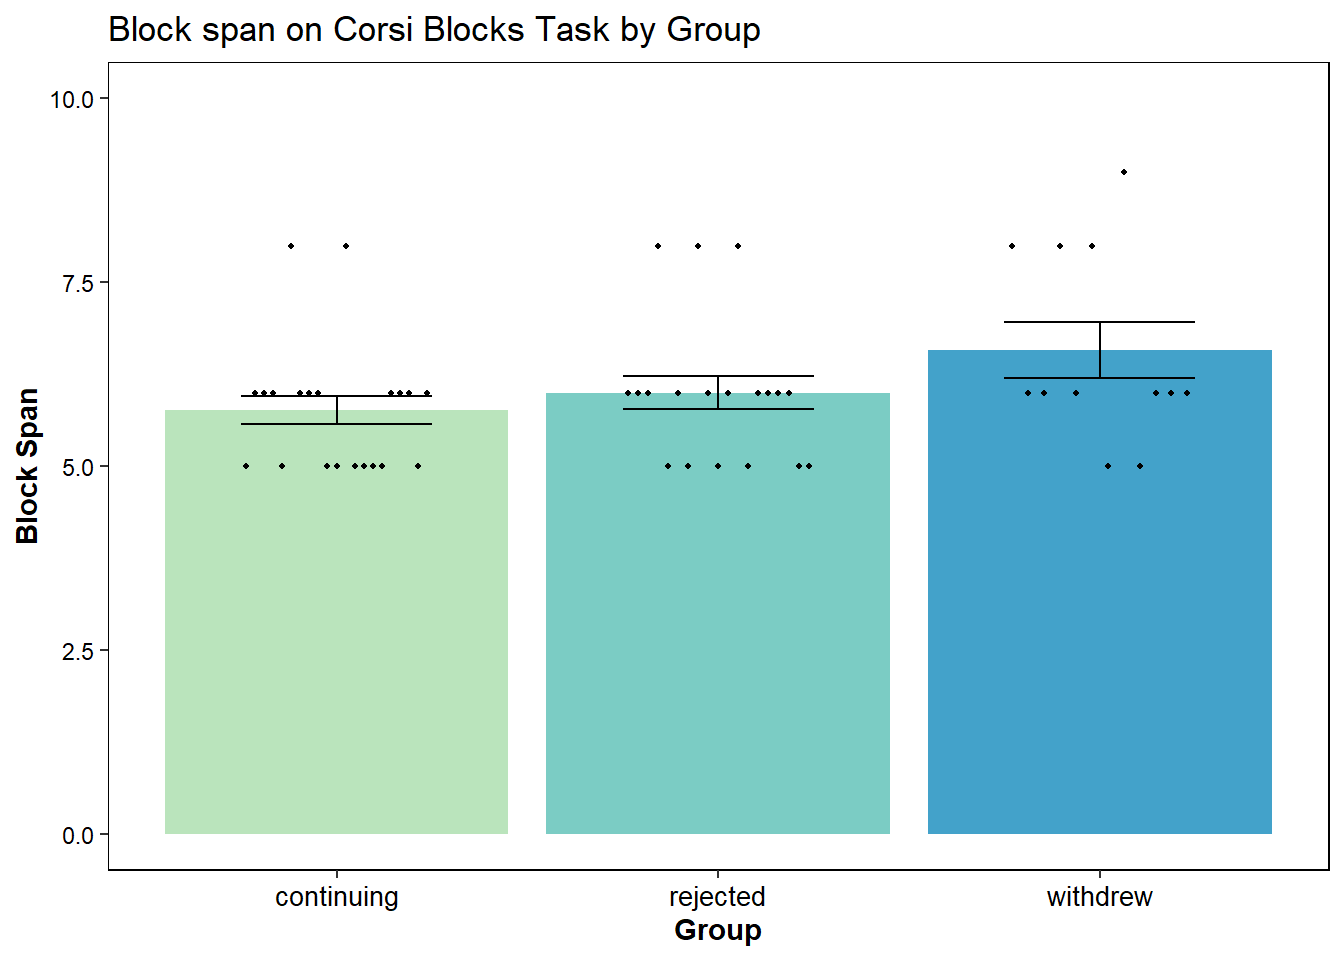 Block span on Corsi Blocks Task by Group
10.0
7.5
5.0
2.5
0.0
Block Span
continuing rejected withdrew
Group